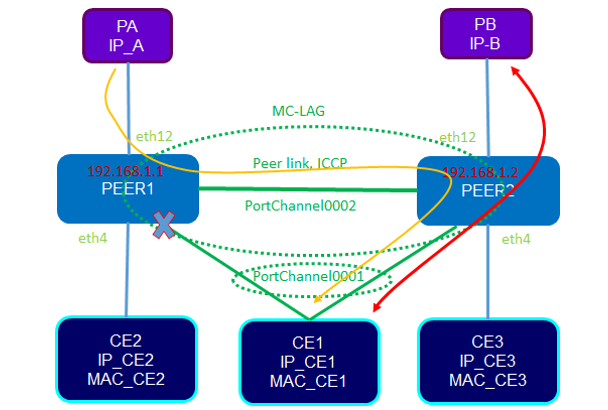 PA
IP_A
PB
IP-B
MC-LAG
eth12
eth12
192.168.1.1
PEER1
Peer link, ICCP
192.168.1.2
PEER2
PortChannel0002
eth4
eth4
PortChannel0001
CE2
IP_CE2
MAC_CE2
CE1
IP_CE1
MAC_CE1
CE3
IP_CE3
MAC_CE3